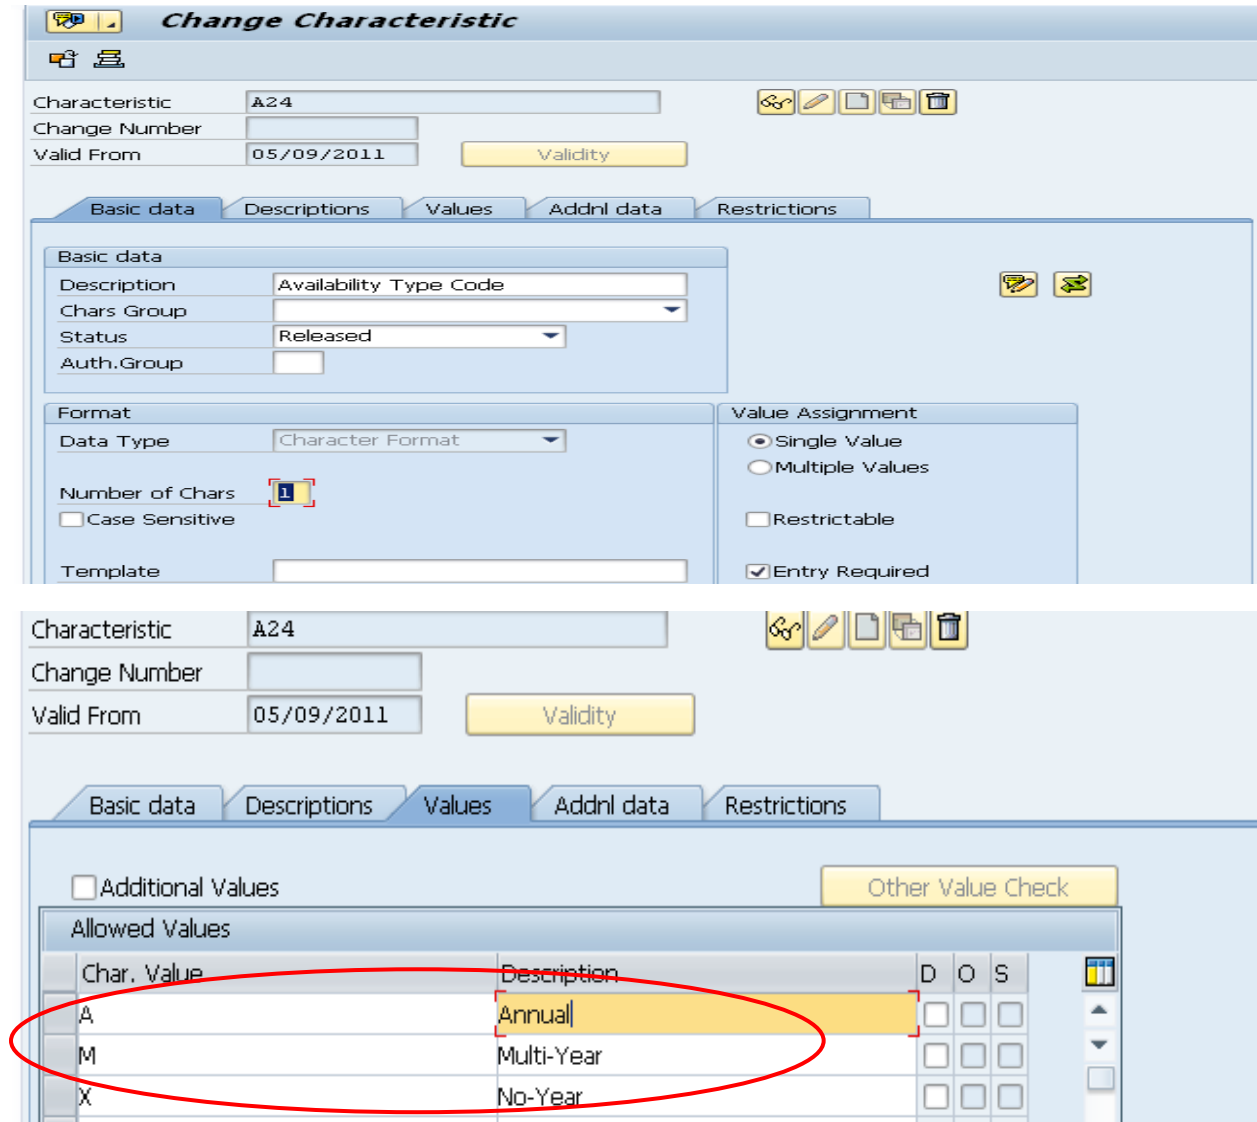 Change Characteristic
Characteristic A24
Change Number
Valid From 05/09/2011 Validity
Basic data Descriptions Values Addnl data Restrictions
Basic data
Description Availability Type Code
Chars Group
Status Released
Auth.Group
Format Value Assignment
Data Type Character Format Single Value
Multiple Values
Number of Chars 1
Case Sensitive Restrictable
Template Entry Required
Characteristic A24
Change Number
Valid From 05/09/2011 Validity
Basic data Descriptions Values Addnl data Restrictions
Additional Values Other Value Check
Allowed Values
Char. Value Description D O S
A Annual
M Multi-Year
X No-Year